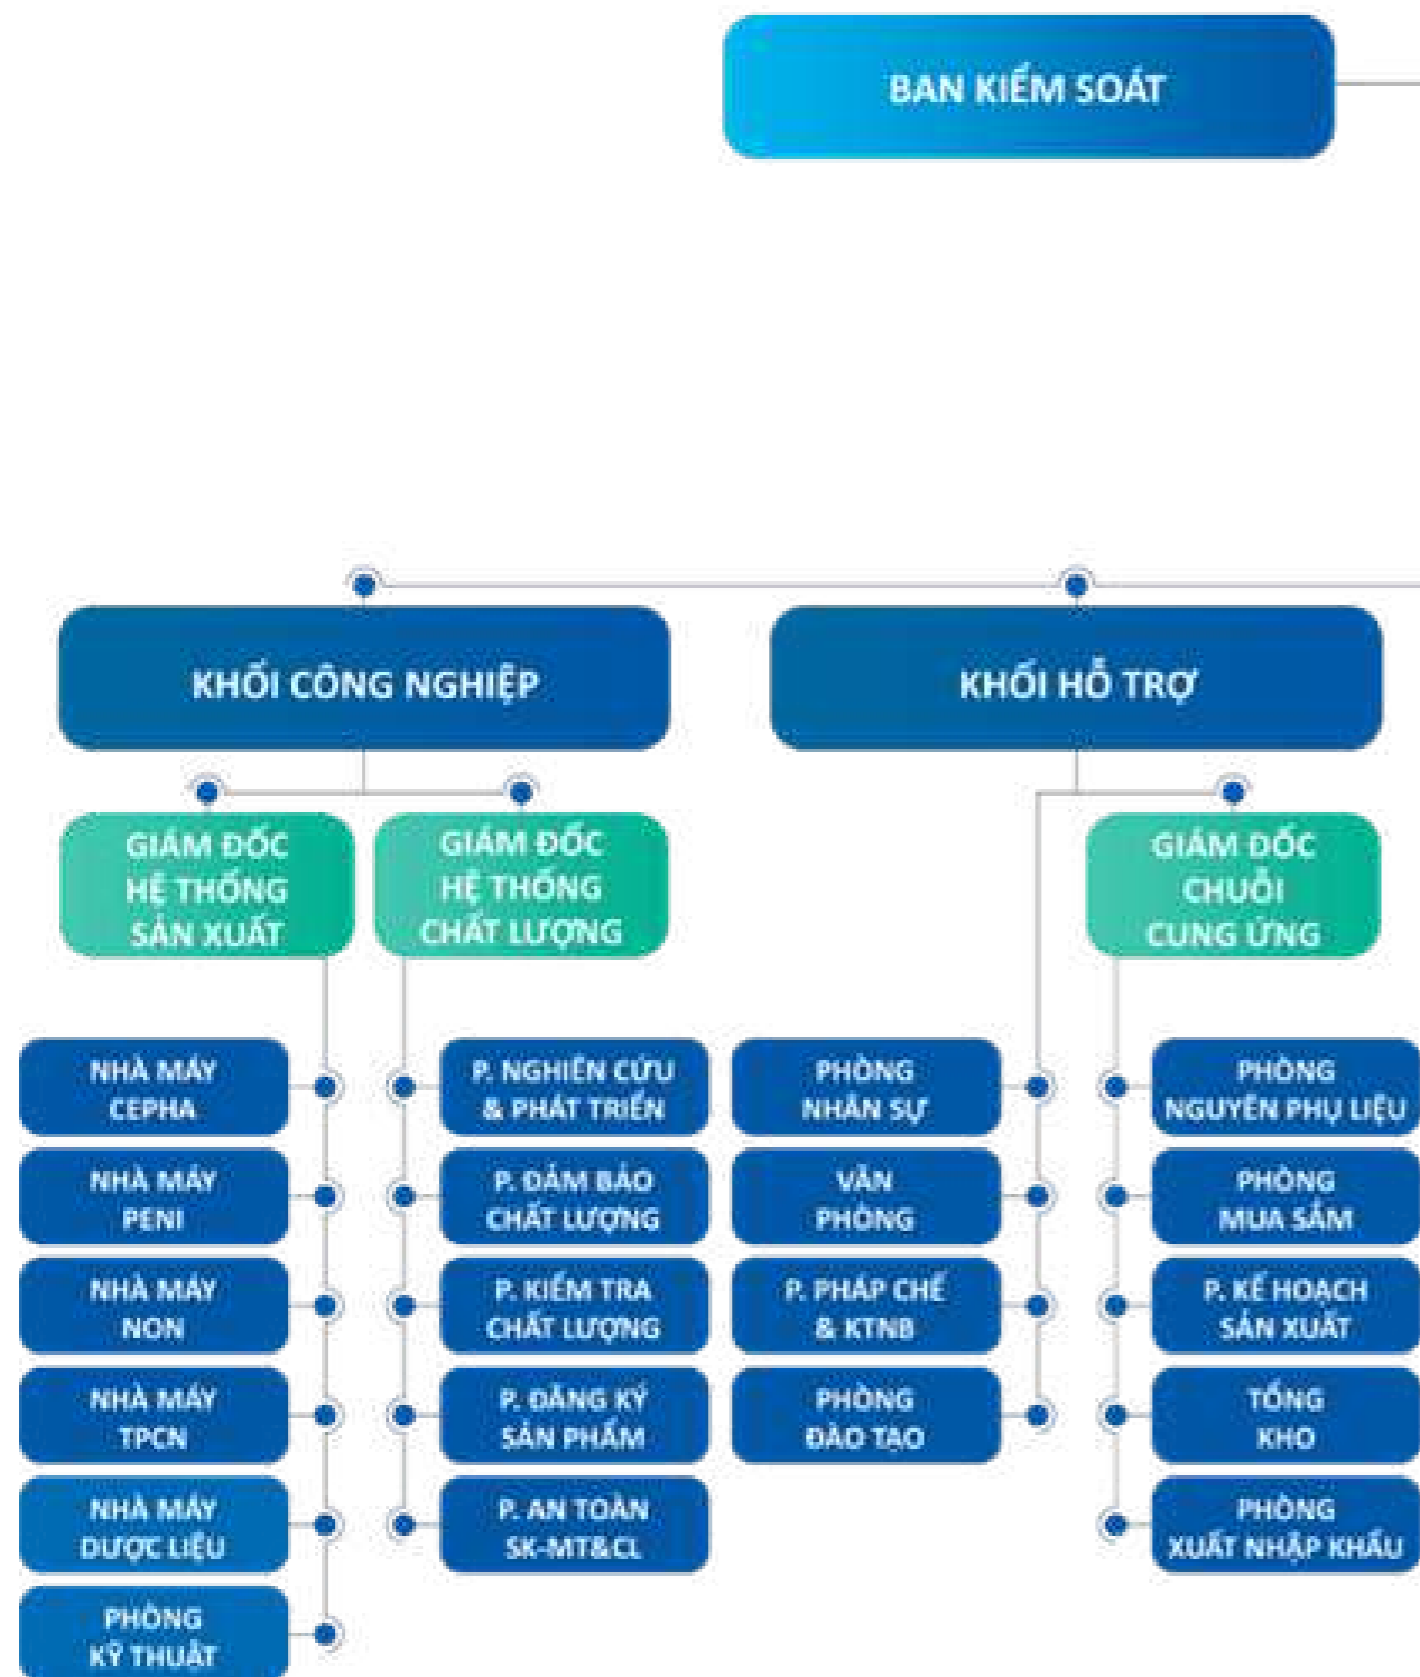 BAN KIỂM SOÁT
KHỐI CÔNG NGHIỆP
KHỐI HỖ TRỢ
GIÁM ĐỐC
HỆ THỐNG
SẢN XUẤT
GIÁM ĐỐC
HỆ THỐNG
CHẤT LƯỢNG
GIÁM ĐỐC
CHUỖI
CUNG ỨNG
NHÀ MÁY
CEPHA
NHÀ MÁY
PENI
NHÀ MÁY
NON
NHÀ MÁY
TPCN
NHÀ MÁY
DƯỢC LIỆU
PHÒNG
KỸ THUẬT
P. NGHIÊN CỨU
& PHÁT TRIỂN
P. ĐẢM BẢO
CHẤT LƯỢNG
P. KIỂM TRA
CHẤT LƯỢNG
P. ĐĂNG KÝ
SẢN PHẨM
P. AN TOÀN
SK-MT&CL
PHÒNG
NHÂN SỰ
VĂN
PHÒNG
P. PHÁP CHẾ
& KTNB
PHÒNG
ĐÀO TẠO
PHÒNG
NGUYÊN PHỤ LIỆU
PHÒNG
MUA SẮM
P. KẾ HOẠCH
SẢN XUẤT
TỔNG
KHO
PHÒNG
XUẤT NHẬP KHẨU